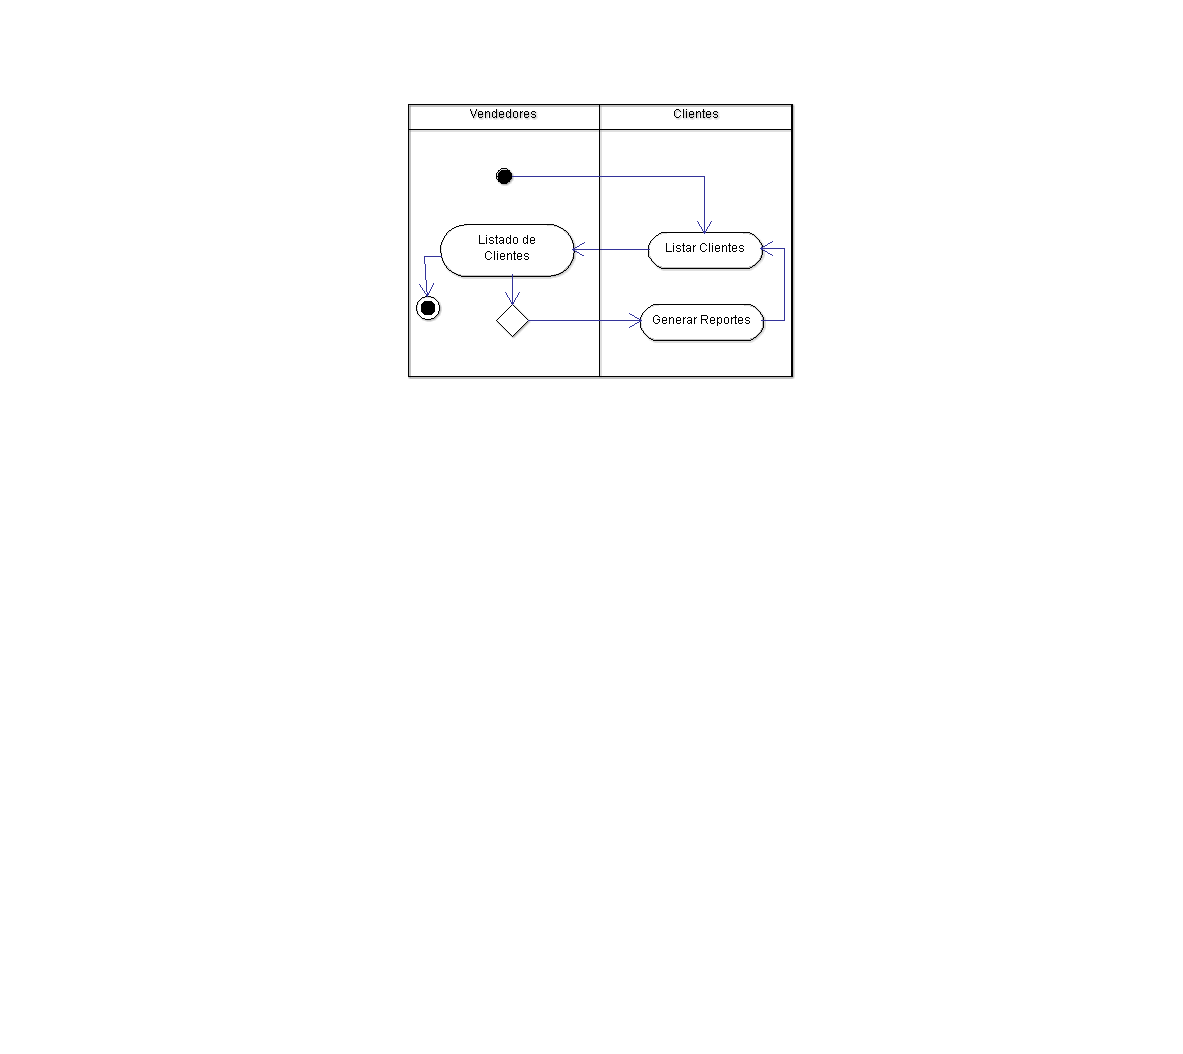 Vendedores
Clientes
Listado de
Clientes
Listar Clientes
Generar Reportes